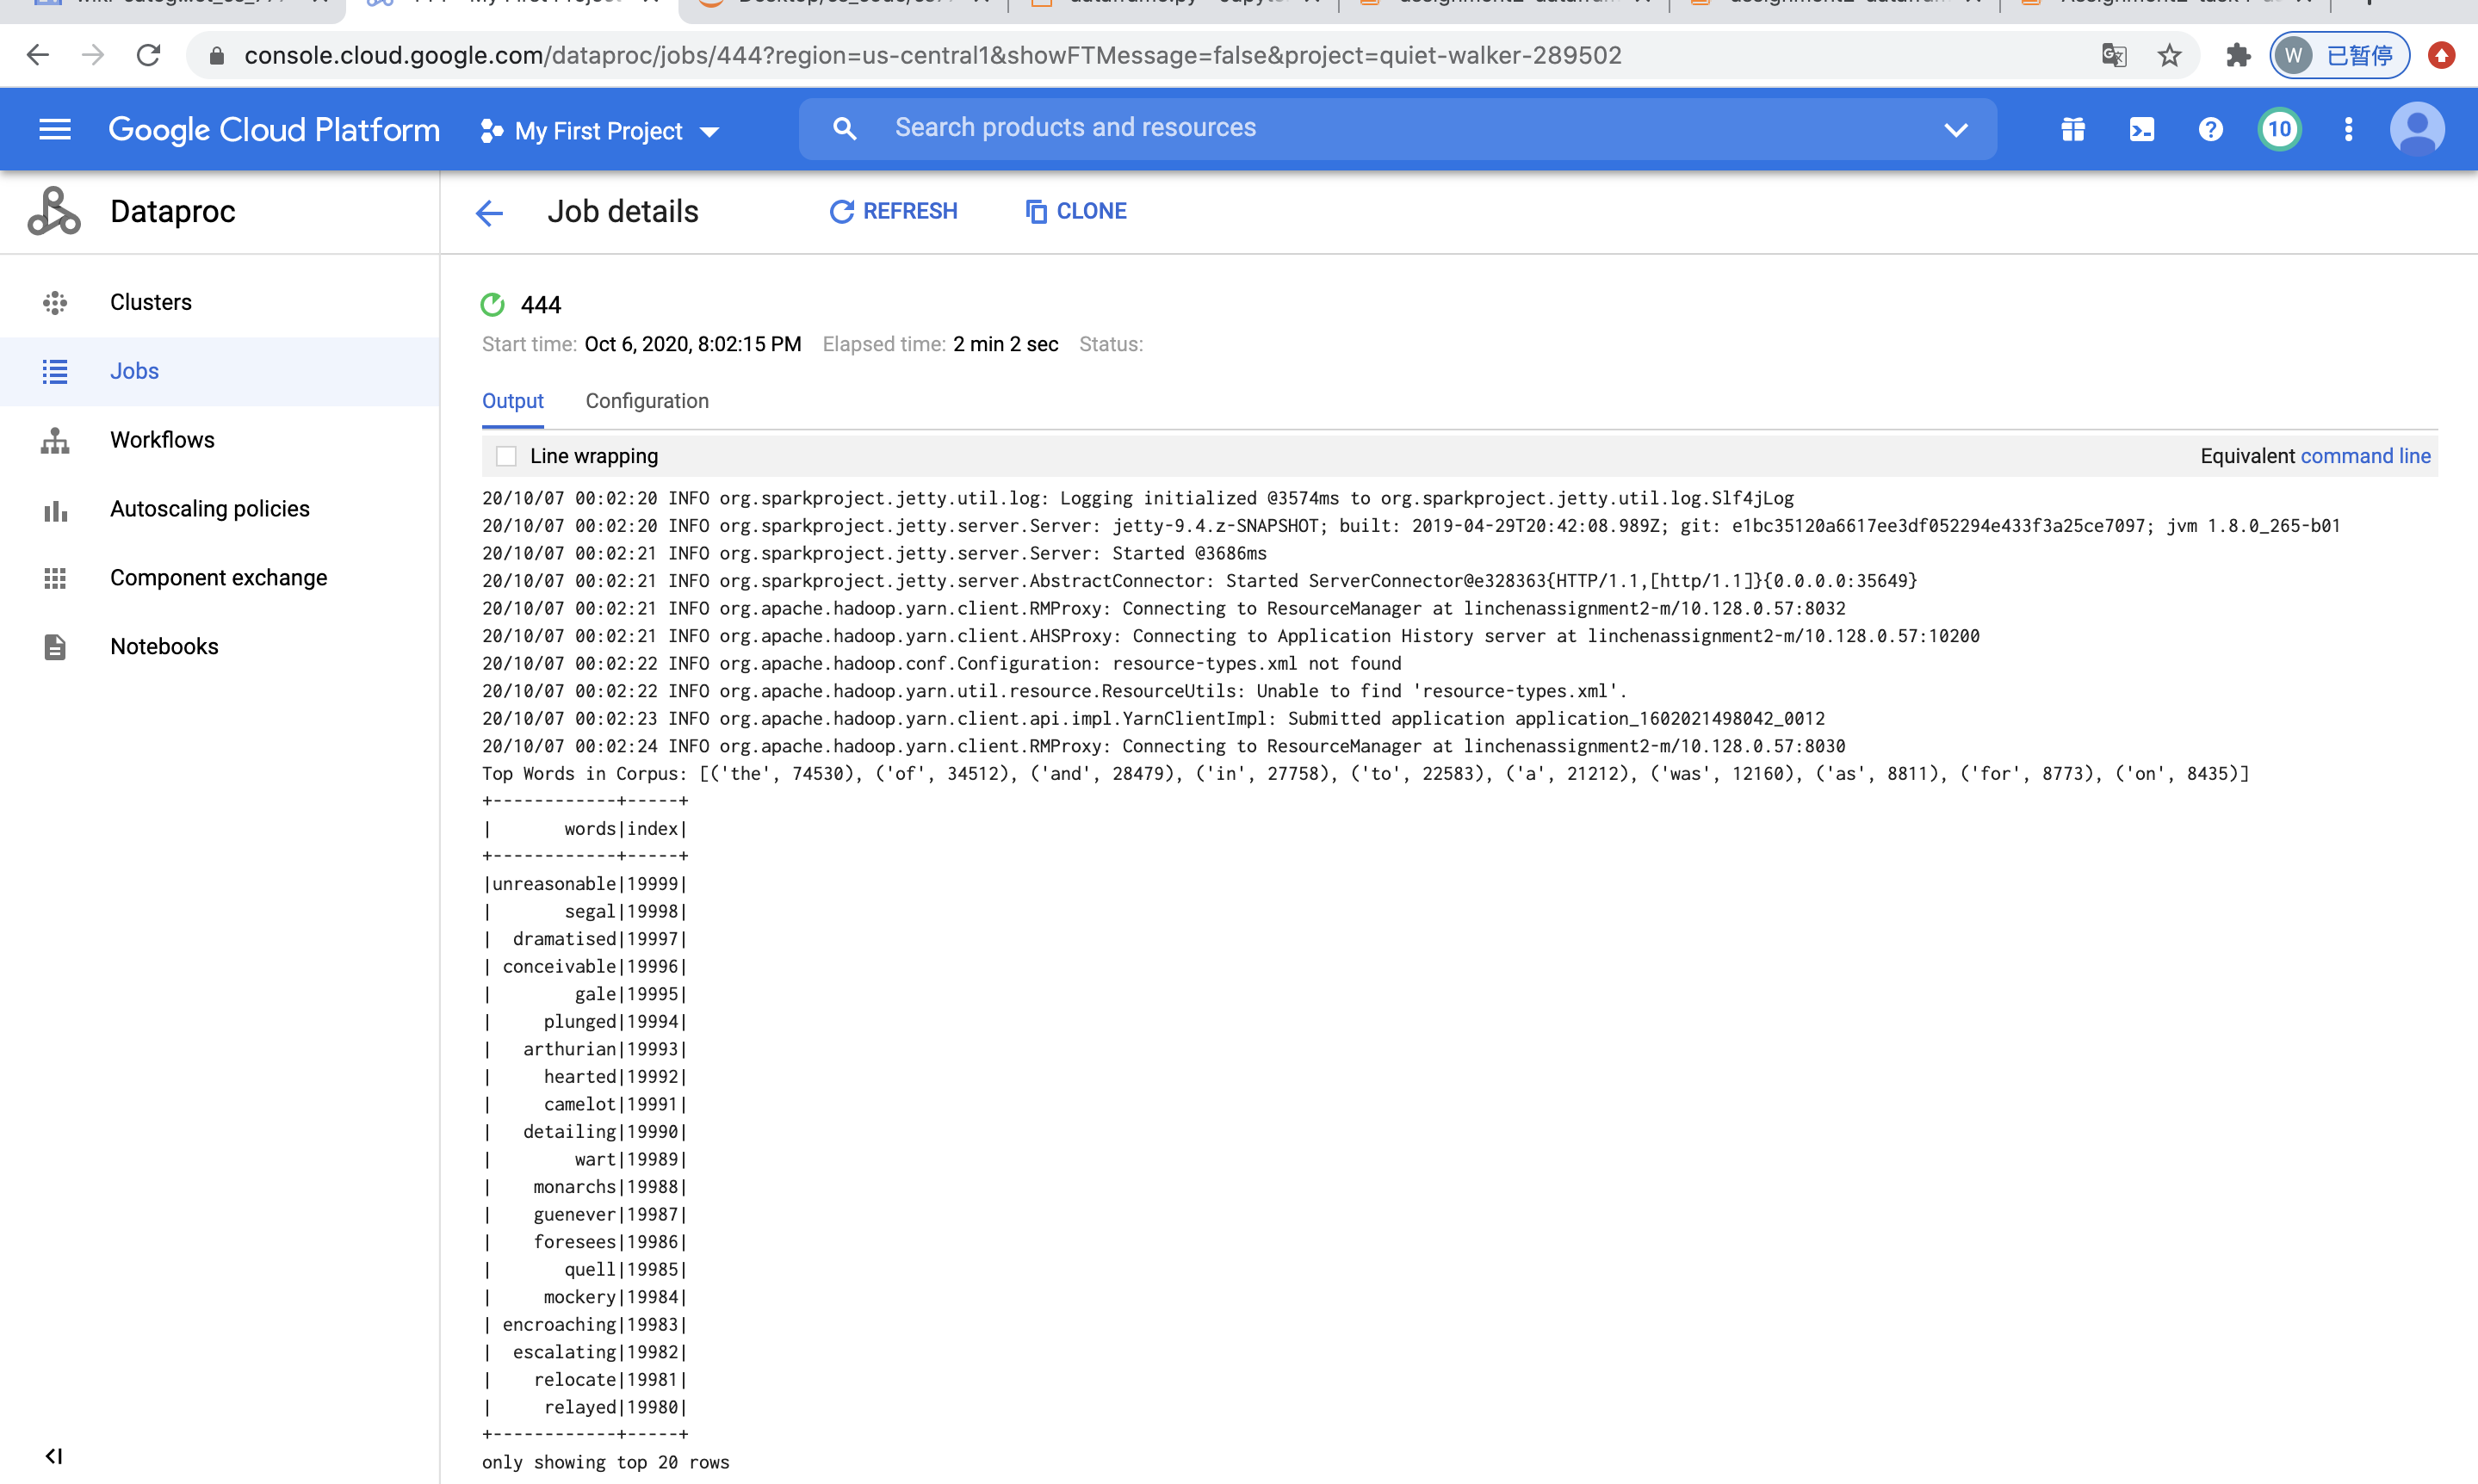 console.cloud.google.com/dataproc/jobs/444?region=us-central1&showFTMessage=false&project=quiet-walker-289502
W 已暂停
Google Cloud Platform My First Project Search products and resources 10
Dataproc Job details REFRESH CLONE
Clusters
Jobs
Workflows
Autoscaling policies
Component exchange
Notebooks
444
Start time: Oct 6, 2020, 8:02:15 PM Elapsed time: 2 min 2 sec Status:
Output Configuration
Line wrapping Equivalent command line
20/10/07 00:02:20 INFO org.sparkproject.jetty.util.log: Logging initialized @3574ms to org.sparkproject.jetty.util.log.Slf4jLog
20/10/07 00:02:20 INFO org.sparkproject.jetty.server.Server: jetty-9.4.z-SNAPSHOT; built: 2019-04-29T20:42:08.989Z; git: e1bc35120a6617ee3df052294e433f3a25ce7097; jvm 1.8.0_265-b01
20/10/07 00:02:21 INFO org.sparkproject.jetty.server.Server: Started @3686ms
20/10/07 00:02:21 INFO org.sparkproject.jetty.server.AbstractConnector: Started ServerConnector@e328363{HTTP/1.1,[http/1.1]}{0.0.0.0:35649}
20/10/07 00:02:21 INFO org.apache.hadoop.yarn.client.RMProxy: Connecting to ResourceManager at linchenassignment2-m/10.128.0.57:8032
20/10/07 00:02:21 INFO org.apache.hadoop.yarn.client.AHSProxy: Connecting to Application History server at linchenassignment2-m/10.128.0.57:10200
20/10/07 00:02:22 INFO org.apache.hadoop.conf.Configuration: resource-types.xml not found
20/10/07 00:02:22 INFO org.apache.hadoop.yarn.util.resource.ResourceUtils: Unable to find 'resource-types.xml'.
20/10/07 00:02:23 INFO org.apache.hadoop.yarn.client.api.impl.YarnClientImpl: Submitted application application_1602021498042_0012
20/10/07 00:02:24 INFO org.apache.hadoop.yarn.client.RMProxy: Connecting to ResourceManager at linchenassignment2-m/10.128.0.57:8030
Top Words in Corpus: [('the', 74530), ('of', 34512), ('and', 28479), ('in', 27758), ('to', 22583), ('a', 21212), ('was', 12160), ('as', 8811), ('for', 8773), ('on', 8435)]
+------------+-----+
|       words|index|
+------------+-----+
|unreasonable|19999|
|       segal|19998|
|  dramatised|19997|
| conceivable|19996|
|        gale|19995|
|     plunged|19994|
|   arthurian|19993|
|     hearted|19992|
|     camelot|19991|
|   detailing|19990|
|        wart|19989|
|    monarchs|19988|
|    guenever|19987|
|    foresees|19986|
|       quell|19985|
|     mockery|19984|
| encroaching|19983|
|  escalating|19982|
|    relocate|19981|
|     relayed|19980|
+------------+-----+
only showing top 20 rows